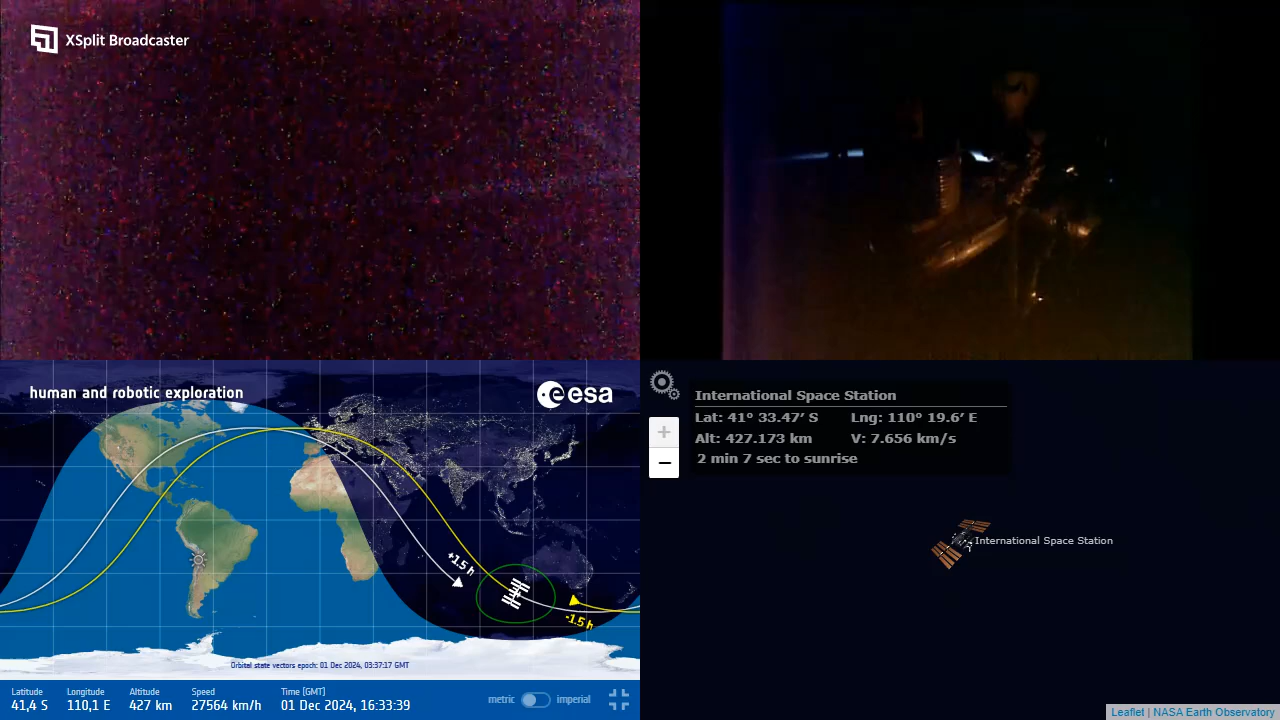 XSplit Broadcaster
human and robotic exploration
esa
+1.5 h
-1.5 h
Orbital state vectors epoch: 01 Dec 2024, 03:37:17 GMT
Latitude Longitude Altitude Speed Time [GMT]
41,4 S 110,1 E 427 km 27564 km/h 01 Dec 2024, 16:33:39
metric imperial
International Space Station
Lat: 41° 33.47′ S Lng: 110° 19.6′ E
Alt: 427.173 km V: 7.656 km/s
2 min 7 sec to sunrise
+
−
International Space Station
Leaflet | NASA Earth Observatory